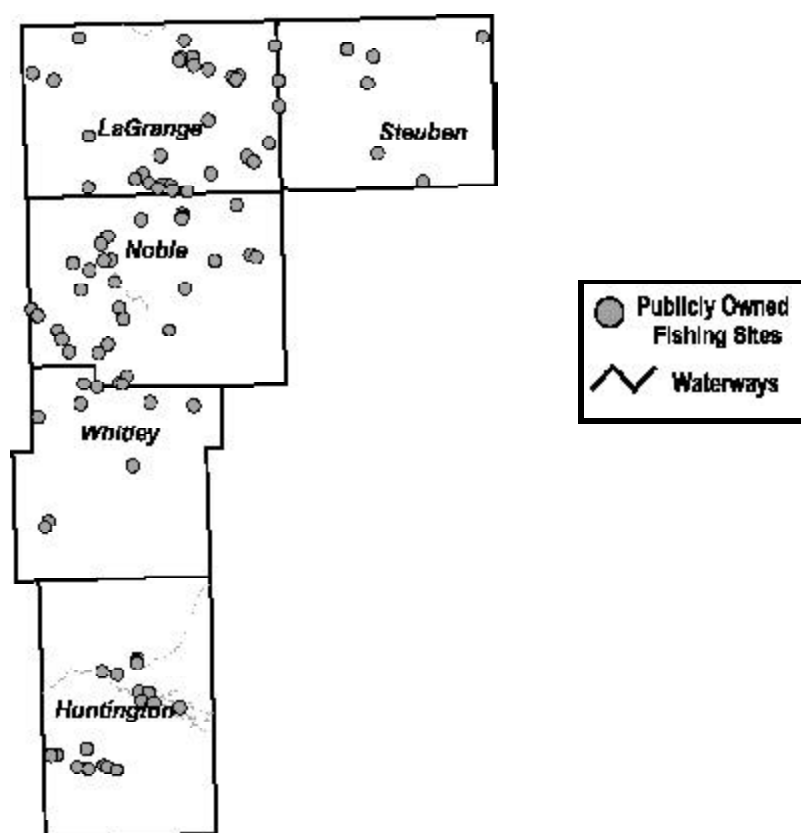 LaGrange
Steuben
Noble
Whitley
Huntington
Publicly Owned
Fishing Sites
Waterways